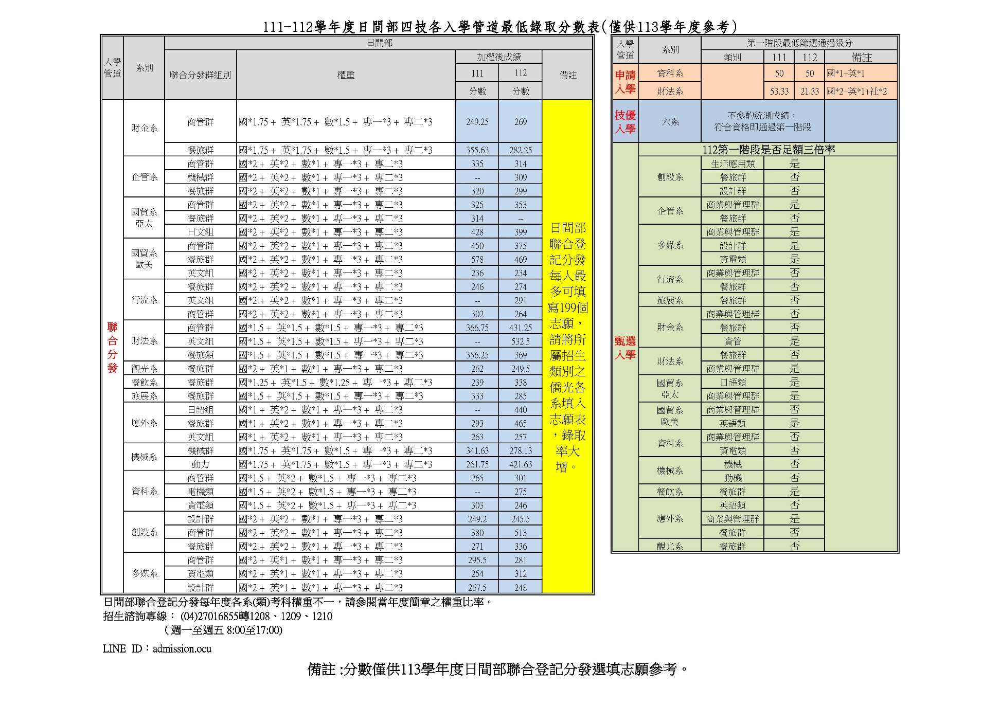 111-112學年度日間部四技各入學管道最低錄取分數表(僅供113學年度參考)
入學管道 系別 日間部
聯合分發群組別 權重 加權後成績 備註
111 112
分數 分數
聯合分發
財金系 商管群 國*1.75 + 英*1.75 + 數*1.5 + 專一*3 + 專二*3 249.25 269
餐旅群 國*1.75 + 英*1.75 + 數*1.5 + 專一*3 + 專二*3 355.63 282.25
企管系 商管群 國*2 + 英*2 + 數*1 + 專一*3 + 專二*3 335 314
機械群 國*2 + 英*2 + 數*1 + 專一*3 + 專二*3 -- 309
餐旅群 國*2 + 英*2 + 數*1 + 專一*3 + 專二*3 320 299
國貿系亞太 商管群 國*2 + 英*2 + 數*1 + 專一*3 + 專二*3 325 353
餐旅群 國*2 + 英*2 + 數*1 + 專一*3 + 專二*3 314 --
日文組 國*2 + 英*2 + 數*1 + 專一*3 + 專二*3 428 399
國貿系歐美 商管群 國*2 + 英*2 + 數*1 + 專一*3 + 專二*3 450 375
餐旅群 國*2 + 英*2 + 數*1 + 專一*3 + 專二*3 578 469
英文組 國*2 + 英*2 + 數*1 + 專一*3 + 專二*3 236 234
行流系 餐旅群 國*2 + 英*2 + 數*1 + 專一*3 + 專二*3 246 274
英文組 國*2 + 英*2 + 數*1 + 專一*3 + 專二*3 -- 291
商管群 國*2 + 英*2 + 數*1 + 專一*3 + 專二*3 302 264
財法系 商管群 國*1.5 + 英*1.5 + 數*1.5 + 專一*3 + 專二*3 366.75 431.25
英文組 國*1.5 + 英*1.5 + 數*1.5 + 專一*3 + 專二*3 -- 532.5
餐旅類 國*1.5 + 英*1.5 + 數*1.5 + 專一*3 + 專二*3 356.25 369
觀光系 餐旅群 國*2 + 英*1 + 數*1 + 專一*3 + 專二*3 262 249.5
餐飲系 餐旅群 國*1.25 + 英*1.5 + 數*1.25 + 專一*3 + 專二*3 239 338
旅展系 餐旅群 國*1.5 + 英*1.5 + 數*1.5 + 專一*3 + 專二*3 333 285
應外系 日語組 國*1 + 英*2 + 數*1 + 專一*3 + 專二*3 -- 440
餐旅群 國*1 + 英*2 + 數*1 + 專一*3 + 專二*3 293 465
英文組 國*1 + 英*2 + 數*1 + 專一*3 + 專二*3 263 257
機械系 機械群 國*1.75 + 英*1.75 + 數*1.5 + 專一*3 + 專二*3 341.63 278.13
動力 國*1.75 + 英*1.75 + 數*1.5 + 專一*3 + 專二*3 261.75 421.63
資科系 商管群 國*1.5 + 英*2 + 數*1.5 + 專一*3 + 專二*3 265 301
電機類 國*1.5 + 英*2 + 數*1.5 + 專一*3 + 專二*3 -- 275
資電類 國*1.5 + 英*2 + 數*1.5 + 專一*3 + 專二*3 303 246
創設系 設計群 國*2 + 英*2 + 數*1 + 專一*3 + 專二*3 249.2 245.5
商管群 國*2 + 英*2 + 數*1 + 專一*3 + 專二*3 380 513
餐旅群 國*2 + 英*2 + 數*1 + 專一*3 + 專二*3 271 336
多媒系 商管群 國*2 + 英*1 + 數*1 + 專一*3 + 專二*3 295.5 281
資電類 國*2 + 英*1 + 數*1 + 專一*3 + 專二*3 254 312
設計群 國*2 + 英*1 + 數*1 + 專一*3 + 專二*3 267.5 248
日間部
聯合登
記分發
每人最
多可填
寫199個
志願，
請將所
屬招生
類別之
僑光各
系填入
志願表
，錄取
率大
增。
入學管道 系別 第一階段最低篩選通過級分
類別 111 112 備註
申請入學 資科系 50 50 國*1+英*1
財法系 53.33 21.33 國*2+英*1+社*2
技優入學 六系 不參酌統測成績，
符合資格即通過第一階段
甄選入學
112第一階段是否足額三倍率
創設系 生活應用類 是
餐旅群 否
設計群 否
企管系 商業與管理群 是
餐旅群 否
多媒系 商業與管理群 是
設計群 是
資電類 是
行流系 商業與管理群 否
餐旅群 否
旅展系 餐旅群 否
財金系 商業與管理群 否
餐旅群 否
資管 是
財法系 餐旅群 否
商業與管理群 是
國貿系亞太 日語類 是
商業與管理群 是
國貿系歐美 商業與管理群 否
英語類 是
資科系 商業與管理群 否
資電類 否
機械系 機械 否
動機 否
餐飲系 餐旅群 是
應外系 英語類 否
商業與管理群 是
餐旅群 否
觀光系 餐旅群 否
日間部聯合登記分發每年度各系(類)考科權重不一，請參閱當年度簡章之權重比率。
招生諮詢專線： (04)27016855轉1208、1209、1210
（週一至週五 8:00至17:00)
LINE ID：admission.ocu
備註 :分數僅供113學年度日間部聯合登記分發選填志願參考。